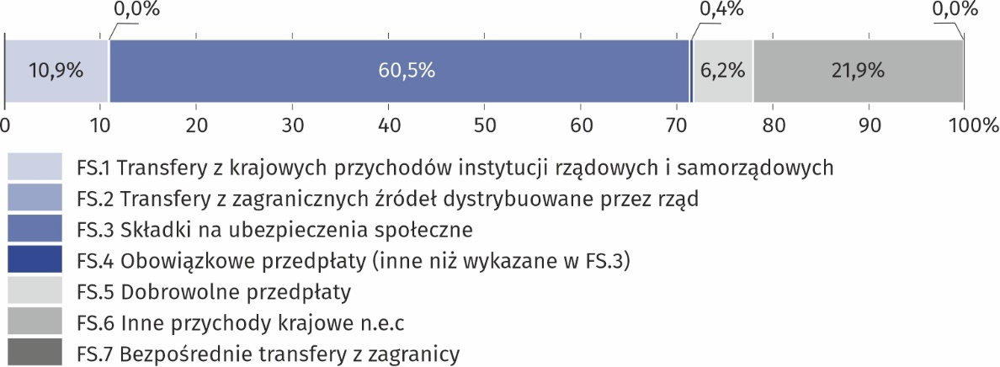 0,0% 0,4% 0,0%
10,9% 60,5% 6,2% 21,9%
0 10 20 30 40 50 60 70 80 90 100%
FS.1 Transfery z krajowych przychodów instytucji rządowych i samorządowych
FS.2 Transfery z zagranicznych źródeł dystrybuowane przez rząd
FS.3 Składki na ubezpieczenia społeczne
FS.4 Obowiązkowe przedpłaty (inne niż wykazane w FS.3)
FS.5 Dobrowolne przedpłaty
FS.6 Inne przychody krajowe n.e.c
FS.7 Bezpośrednie transfery z zagranicy